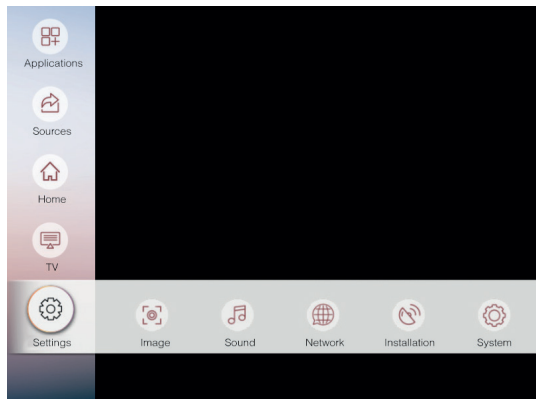 Applications
Sources
Home
TV
Settings
Image
Sound
Network
Installation
System